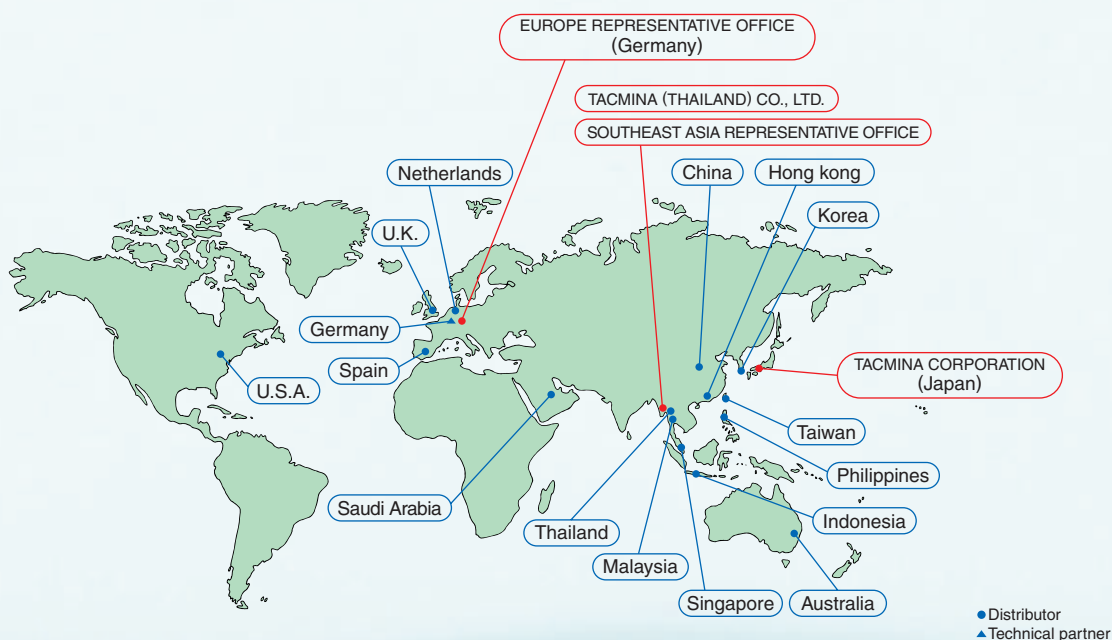 EUROPE REPRESENTATIVE OFFICE
(Germany)
TACMINA (THAILAND) CO., LTD.
SOUTHEAST ASIA REPRESENTATIVE OFFICE
Netherlands
China
Hong kong
U.K.
Korea
Germany
Spain
U.S.A.
TACMINA CORPORATION
(Japan)
Taiwan
Philippines
Saudi Arabia
Indonesia
Thailand
Malaysia
Singapore
Australia
Distributor
Technical partner